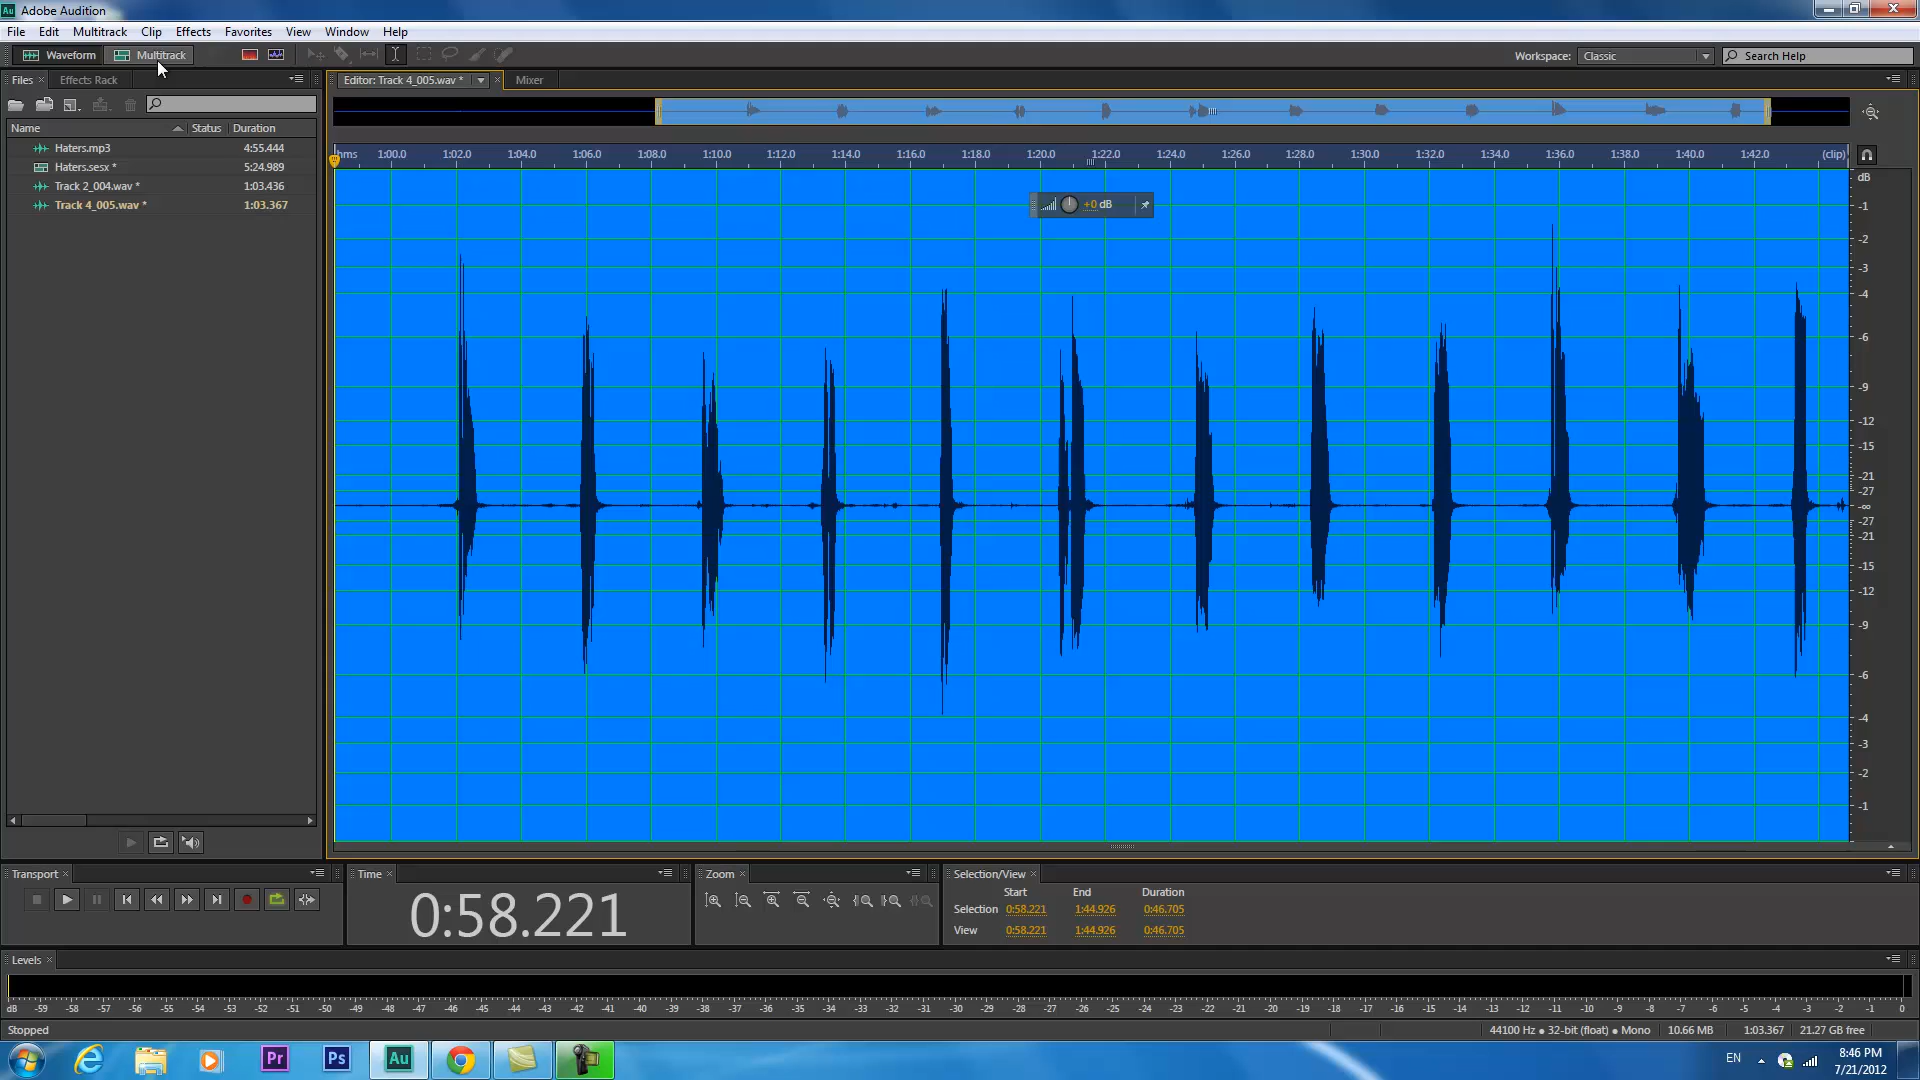 Au Adobe Audition
File Edit Multitrack Clip Effects Favorites View Window Help
Waveform Multitrack Workspace: Classic Search Help
Files Effects Rack Editor: Track 4_005.wav * Mixer
Name Status Duration
Haters.mp3 4:55.444
Haters.sesx * 5:24.989
Track 2_004.wav * 1:03.436
Track 4_005.wav * 1:03.367
hms 1:00.0 1:02.0 1:04.0 1:06.0 1:08.0 1:10.0 1:12.0 1:14.0 1:16.0 1:18.0 1:20.0 1:22.0 1:24.0 1:26.0 1:28.0 1:30.0 1:32.0 1:34.0 1:36.0 1:38.0 1:40.0 1:42.0 (clip)
+0 dB
dB
-1
-2
-3
-4
-6
-9
-12
-15
-21
-27
-∞
-27
-21
-15
-12
-9
-6
-4
-3
-2
-1
Transport Time Zoom Selection/View
0:58.221
Start End Duration
Selection 0:58.221 1:44.926 0:46.705
View 0:58.221 1:44.926 0:46.705
Levels
dB -59 -58 -57 -56 -55 -54 -53 -52 -51 -50 -49 -48 -47 -46 -45 -44 -43 -42 -41 -40 -39 -38 -37 -36 -35 -34 -33 -32 -31 -30 -29 -28 -27 -26 -25 -24 -23 -22 -21 -20 -19 -18 -17 -16 -15 -14 -13 -12 -11 -10 -9 -8 -7 -6 -5 -4 -3 -2 -1 0
Stopped 44100 Hz ● 32-bit (float) ● Mono 10.66 MB 1:03.367 21.27 GB free
Pr Ps Au EN 8:46 PM
7/21/2012